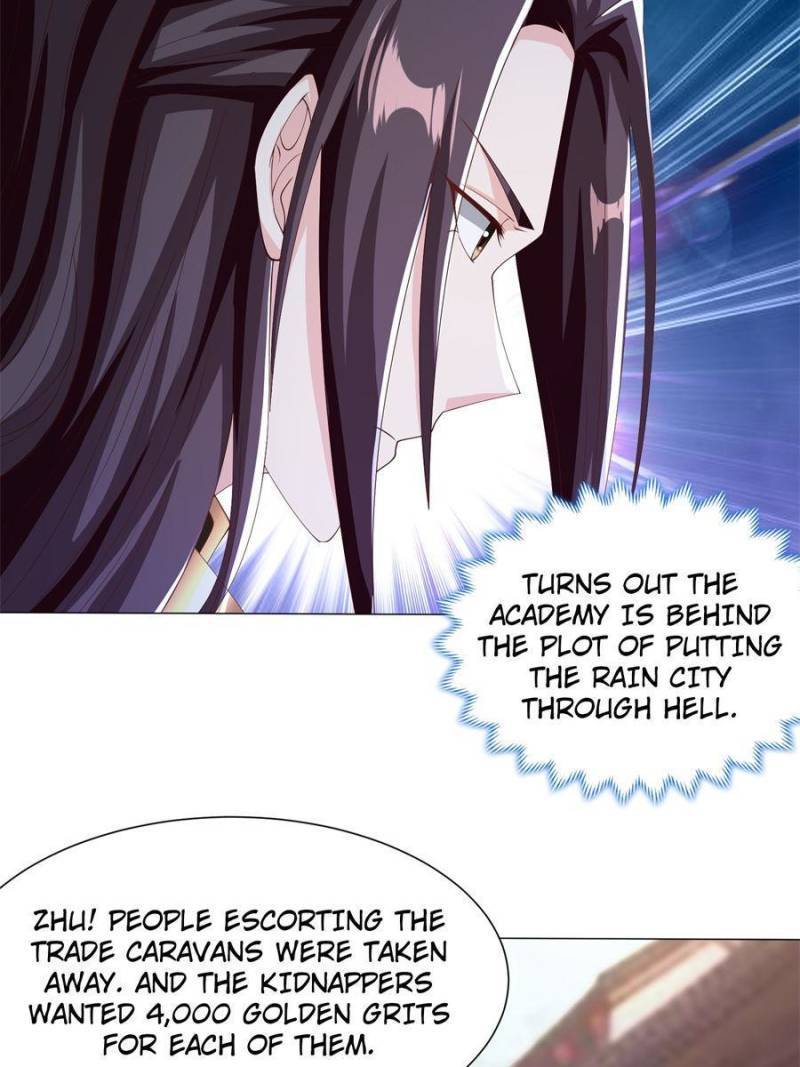 TURNS OUT THE
ACADEMY IS BEHIND
THE PLOT OF PUTTING
THE RAIN CITY
THROUGH HELL.
ZHU! PEOPLE ESCORTING THE
TRADE CARAVANS WERE TAKEN
AWAY. AND THE KIDNAPPERS
WANTED 4,000 GOLDEN GRITS
FOR EACH OF THEM.